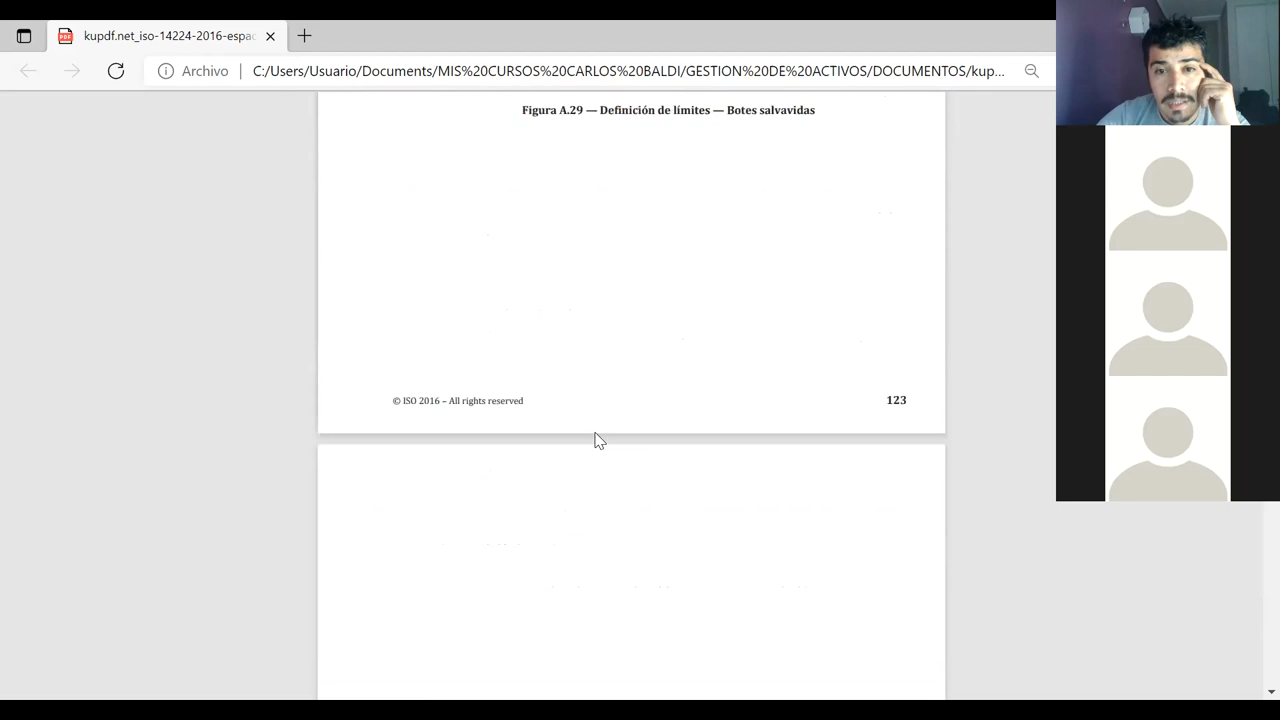 kupdf.net_iso-14224-2016-espac
Archivo
C:/Users/Usuario/Documents/MIS%20CURSOS%20CARLOS%20BALDI/GESTION%20DE%20ACTIVOS/DOCUMENTOS/kup...
Figura A.29 — Definición de límites — Botes salvavidas
© ISO 2016 – All rights reserved
123